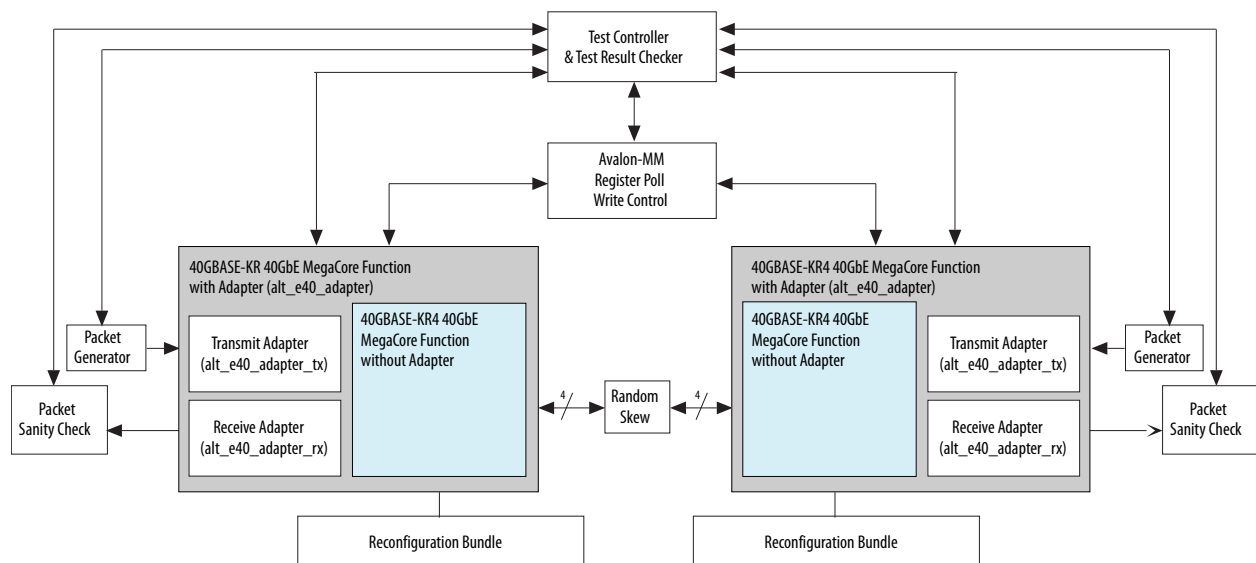 Test Controller
& Test Result Checker
Avalon-MM
Register Poll
Write Control
40GBASE-KR 40GbE MegaCore Function
with Adapter (alt_e40_adapter)
40GBASE-KR4 40GbE
MegaCore Function
without Adapter
Packet
Generator
Transmit Adapter
(alt_e40_adapter_tx)
Packet
Sanity Check
Receive Adapter
(alt_e40_adapter_rx)
4
Random
Skew
4
40GBASE-KR4 40GbE MegaCore Function
with Adapter (alt_e40_adapter)
40GBASE-KR4 40GbE
MegaCore Function
without Adapter
Transmit Adapter
(alt_e40_adapter_tx)
Packet
Generator
Receive Adapter
(alt_e40_adapter_rx)
Packet
Sanity Check
Reconfiguration Bundle
Reconfiguration Bundle